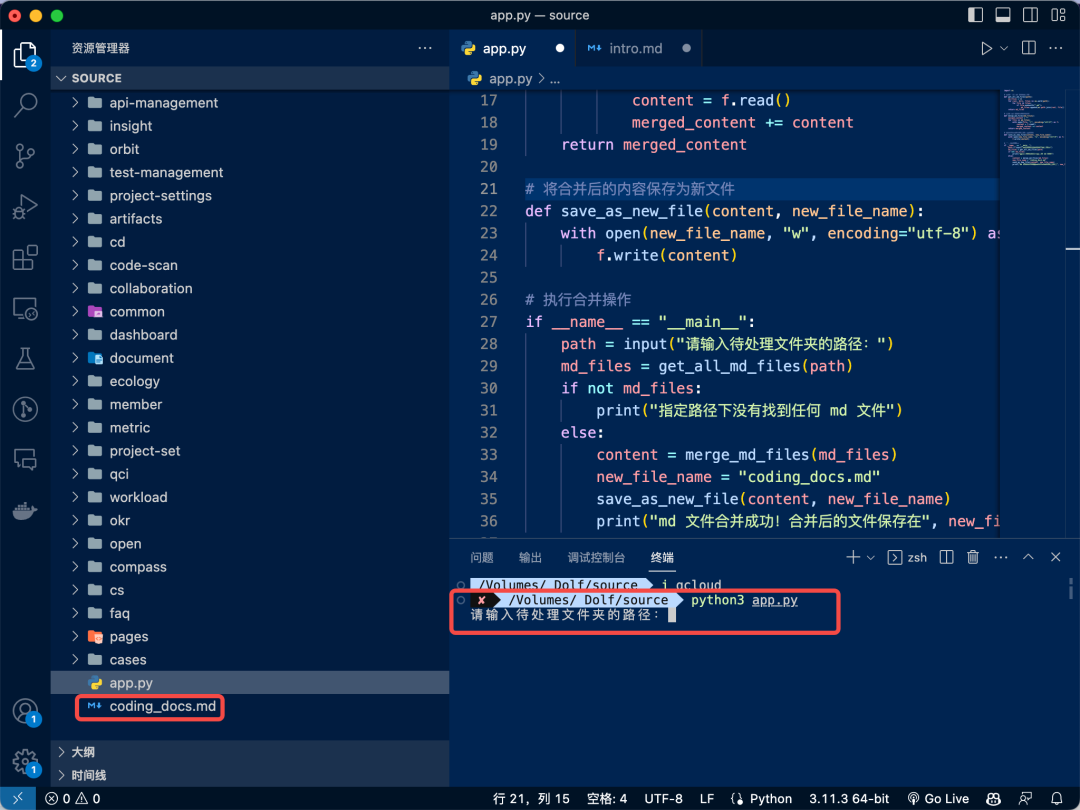 app.py — source
资源管理器
SOURCE
api-management
insight
orbit
test-management
project-settings
artifacts
cd
code-scan
collaboration
common
dashboard
document
ecology
member
metric
project-set
qci
workload
okr
open
compass
cs
faq
pages
cases
app.py
coding_docs.md
大纲
时间线
2
1
1
app.py
intro.md
app.py > ...
17 content = f.read()
18 merged_content += content
19 return merged_content
20
21 # 将合并后的内容保存为新文件
22 def save_as_new_file(content, new_file_name):
23 with open(new_file_name, "w", encoding="utf-8") as
24 f.write(content)
25
26 # 执行合并操作
27 if __name__ == "__main__":
28 path = input("请输入待处理文件夹的路径: ")
29 md_files = get_all_md_files(path)
30 if not md_files:
31 print("指定路径下没有找到任何 md 文件")
32 else:
33 content = merge_md_files(md_files)
34 new_file_name = "coding_docs.md"
35 save_as_new_file(content, new_file_name)
36 print("md 文件合并成功! 合并后的文件保存在", new_fi
问题 输出 调试控制台 终端 zsh
/Volumes/ Dolf/source j gcloud
✘ /Volumes/ Dolf/source python3 app.py
请输入待处理文件夹的路径:
0 0 行 21, 列 15 空格: 4 UTF-8 LF Python 3.11.3 64-bit Go Live